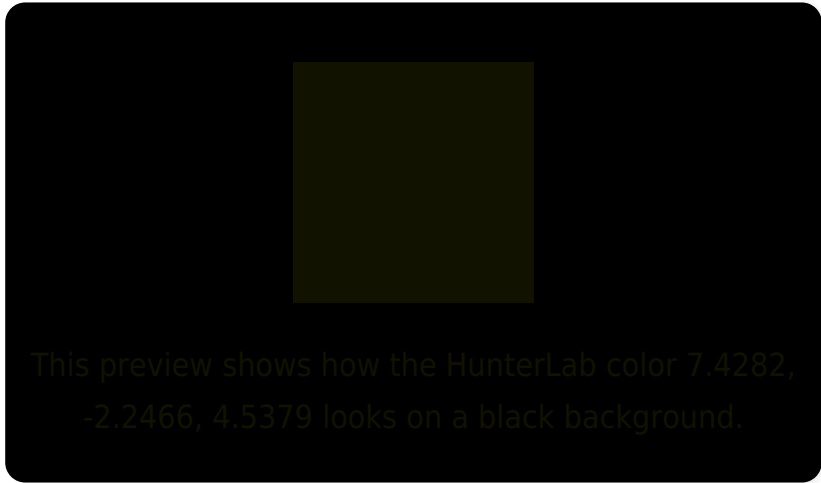 This preview shows how the HunterLab color 7.4282,
-2.2466, 4.5379 looks on a black background.